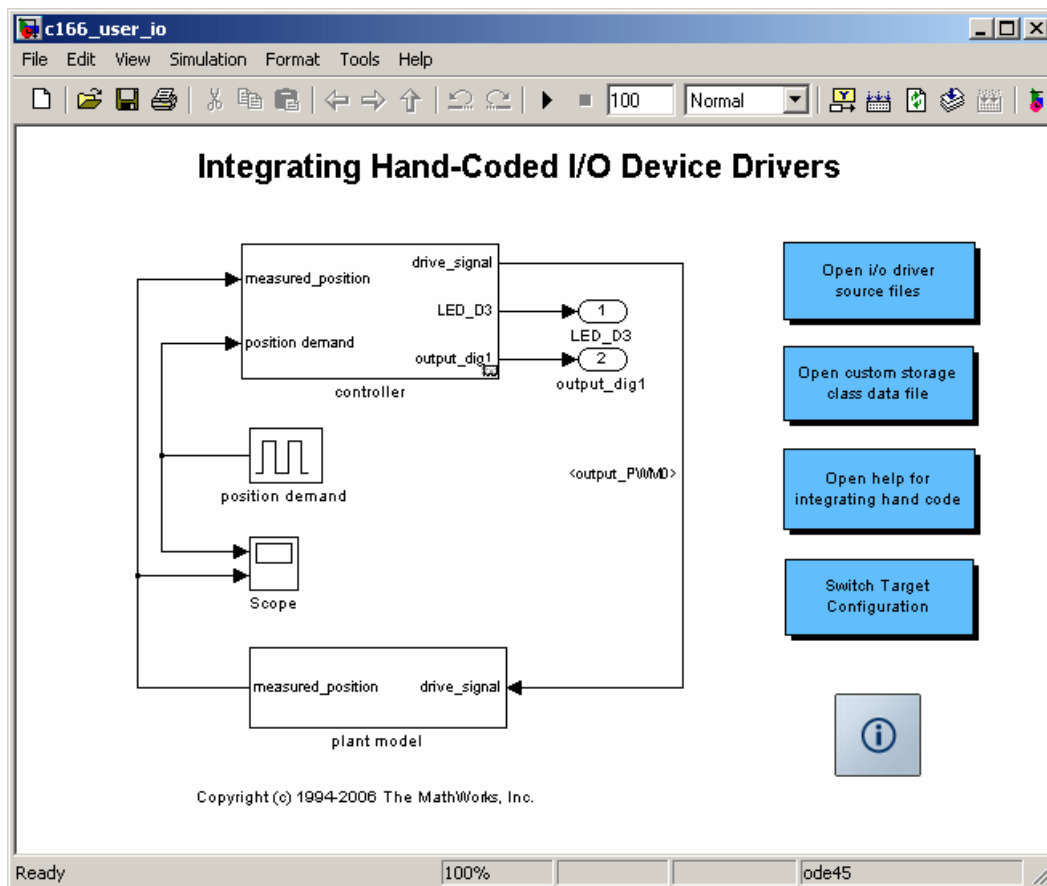 c166_user_io
File Edit View Simulation Format Tools Help
100 Normal
Integrating Hand-Coded I/O Device Drivers
measured_position
position demand
drive_signal
LED_D3
output_dig1
controller
1
LED_D3
2
output_dig1
position demand
<output_PWM0>
Scope
measured_position
drive_signal
plant model
Open i/o driver
source files
Open custom storage
class data file
Open help for
integrating hand code
Switch Target
Configuration
Copyright (c) 1994-2006 The MathWorks, Inc.
Ready
100%
ode45